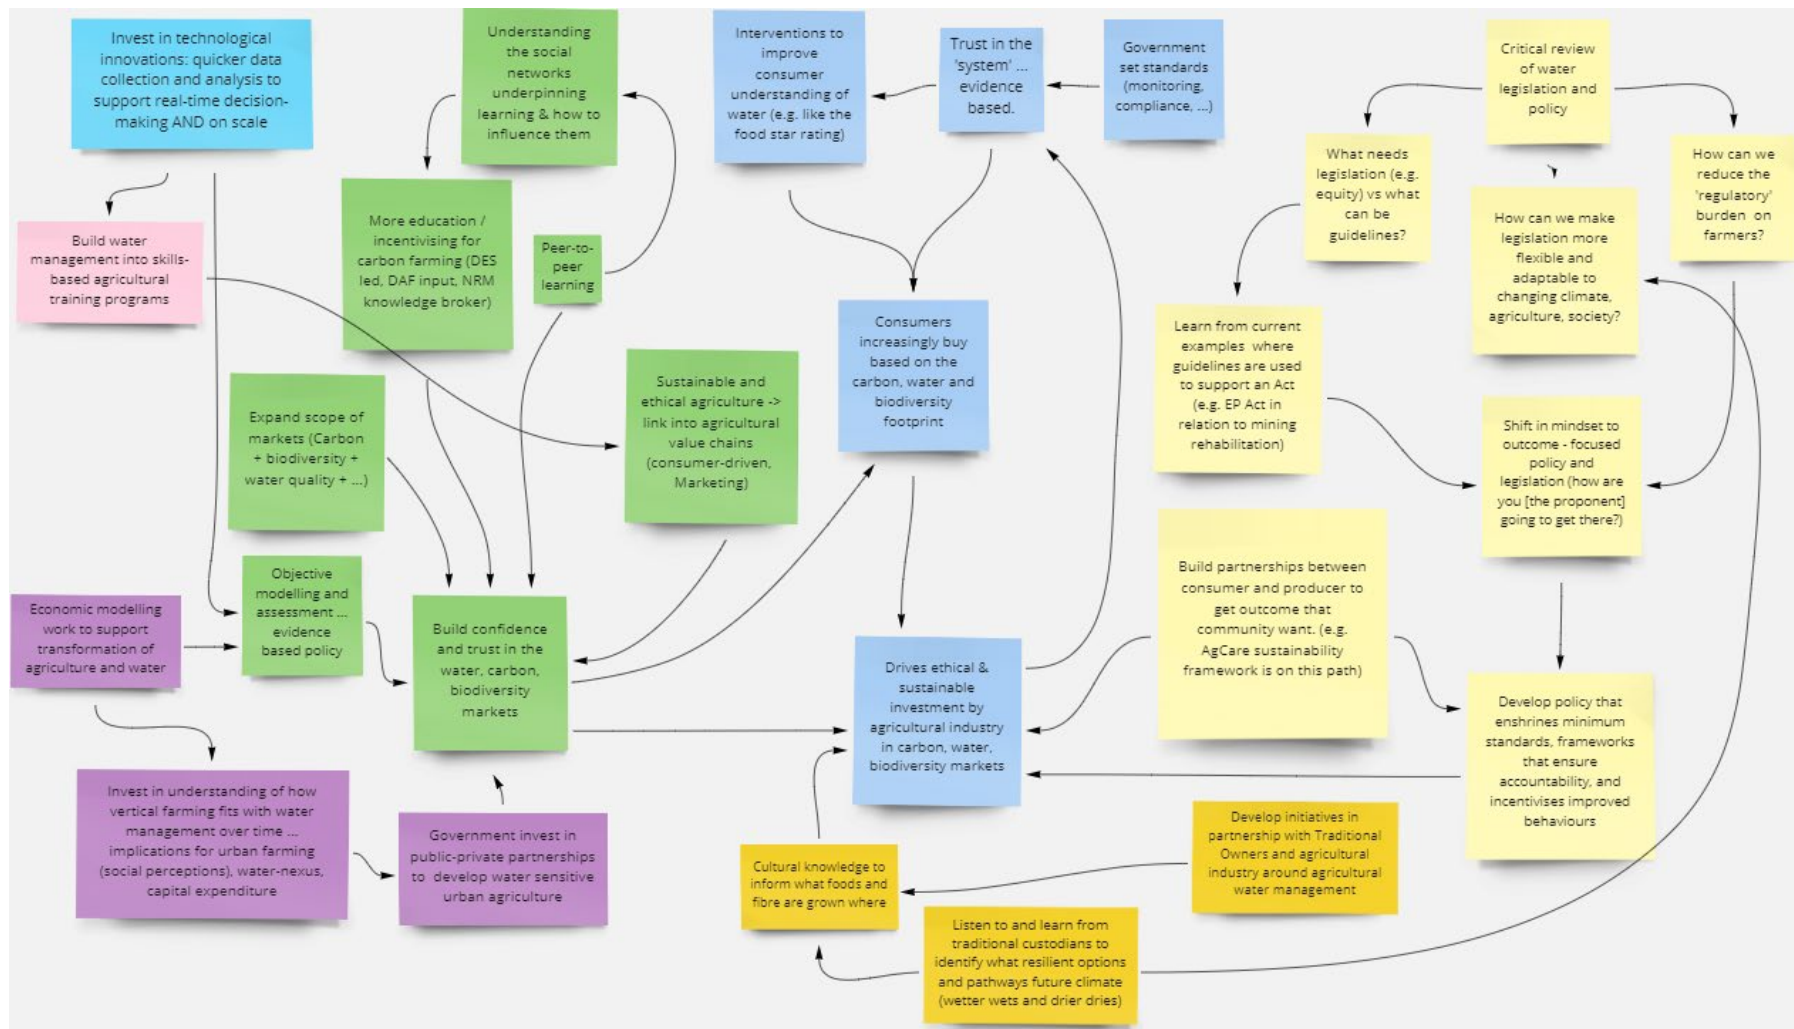 Invest in technological
innovations: quicker data
collection and analysis to
support real-time decision-
making AND on scale
Understanding
the social
networks
underpinning
learning & how to
influence them
Interventions to
improve
consumer
understanding of
water (e.g. like the
food star rating)
Trust in the
'system' ...
evidence
based.
Government
set standards
(monitoring,
compliance, ...)
Critical review
of water
legislation and
policy
What needs
legislation (e.g.
equity) vs what
can be
guidelines?
How can we
reduce the
'regulatory'
burden on
farmers?
Build water
management into skills-
based agricultural
training programs
More education /
incentivising for
carbon farming (DES
led, DAF input, NRM
knowledge broker)
Peer-to-
peer
learning
How can we make
legislation more
flexible and
adaptable to
changing climate,
agriculture, society?
Consumers
increasingly buy
based on the
carbon, water and
biodiversity
footprint
Learn from current
examples where
guidelines are used
to support an Act
(e.g. EP Act in
relation to mining
rehabilitation)
Expand scope of
markets (Carbon
+ biodiversity +
water quality + ...)
Sustainable and
ethical agriculture ->
link into agricultural
value chains
(consumer-driven,
Marketing)
Shift in mindset to
outcome - focused
policy and
legislation (how are
you [the proponent]
going to get there?)
Objective
modelling and
assessment ...
evidence
based policy
Economic modelling
work to support
transformation of
agriculture and water
Build confidence
and trust in the
water, carbon,
biodiversity
markets
Build partnerships between
consumer and producer to
get outcome that
community want. (e.g.
AgCare sustainability
framework is on this path)
Drives ethical &
sustainable
investment by
agricultural industry
in carbon, water,
biodiversity markets
Develop policy that
enshrines minimum
standards, frameworks
that ensure
accountability, and
incentivises improved
behaviours
Invest in understanding of how
vertical farming fits with water
management over time ...
implications for urban farming
(social perceptions), water-nexus,
capital expenditure
Government invest in
public-private partnerships
to develop water sensitive
urban agriculture
Cultural knowledge to
inform what foods and
fibre are grown where
Develop initiatives in
partnership with Traditional
Owners and agricultural
industry around agricultural
water management
Listen to and learn from
traditional custodians to
identify what resilient options
and pathways future climate
(wetter wets and drier dries)